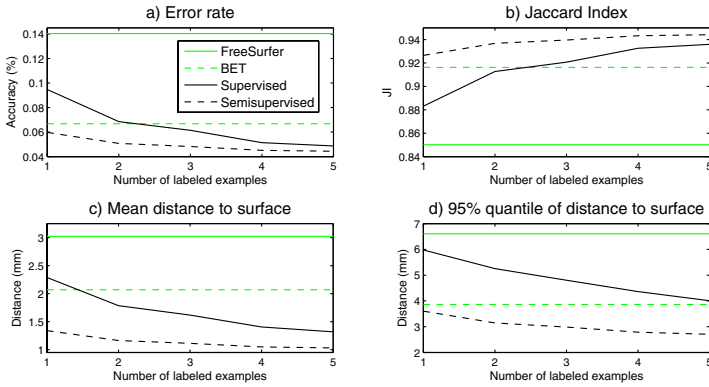 a) Error rate
0.14
0.12
0.1
0.08
0.06
0.04
Accuracy (%)
FreeSurfer
BET
Supervised
Semisupervised
1 2 3 4 5
Number of labeled examples
b) Jaccard Index
0.94
0.92
0.9
0.88
0.86
0.84
JI
1 2 3 4 5
Number of labeled examples
c) Mean distance to surface
3
2.5
2
1.5
1
Distance (mm)
1 2 3 4 5
Number of labeled examples
d) 95% quantile of distance to surface
7
6
5
4
3
2
Distance (mm)
1 2 3 4 5
Number of labeled examples